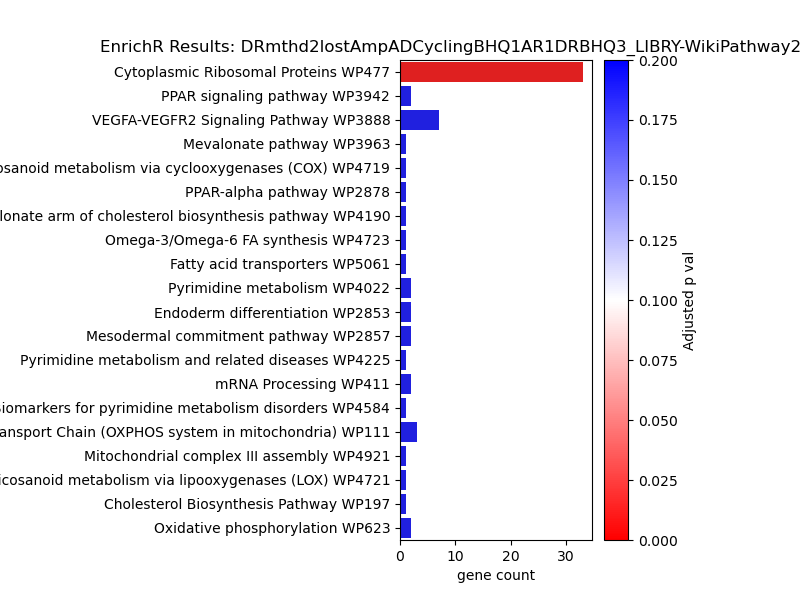 EnrichR Results: DRmthd2lostAmpADCyclingBHQ1AR1DRBHQ3_LIBRY-WikiPathway2
Cytoplasmic Ribosomal Proteins WP477
PPAR signaling pathway WP3942
VEGFA-VEGFR2 Signaling Pathway WP3888
Mevalonate pathway WP3963
osanoid metabolism via cyclooxygenases (COX) WP4719
PPAR-alpha pathway WP2878
lonate arm of cholesterol biosynthesis pathway WP4190
Omega-3/Omega-6 FA synthesis WP4723
Fatty acid transporters WP5061
Pyrimidine metabolism WP4022
Endoderm differentiation WP2853
Mesodermal commitment pathway WP2857
Pyrimidine metabolism and related diseases WP4225
mRNA Processing WP411
Biomarkers for pyrimidine metabolism disorders WP4584
ansport Chain (OXPHOS system in mitochondria) WP111
Mitochondrial complex III assembly WP4921
icosanoid metabolism via lipooxygenases (LOX) WP4721
Cholesterol Biosynthesis Pathway WP197
Oxidative phosphorylation WP623
0 10 20 30
gene count
0.200
0.175
0.150
0.125
0.100
0.075
0.050
0.025
0.000
Adjusted p val